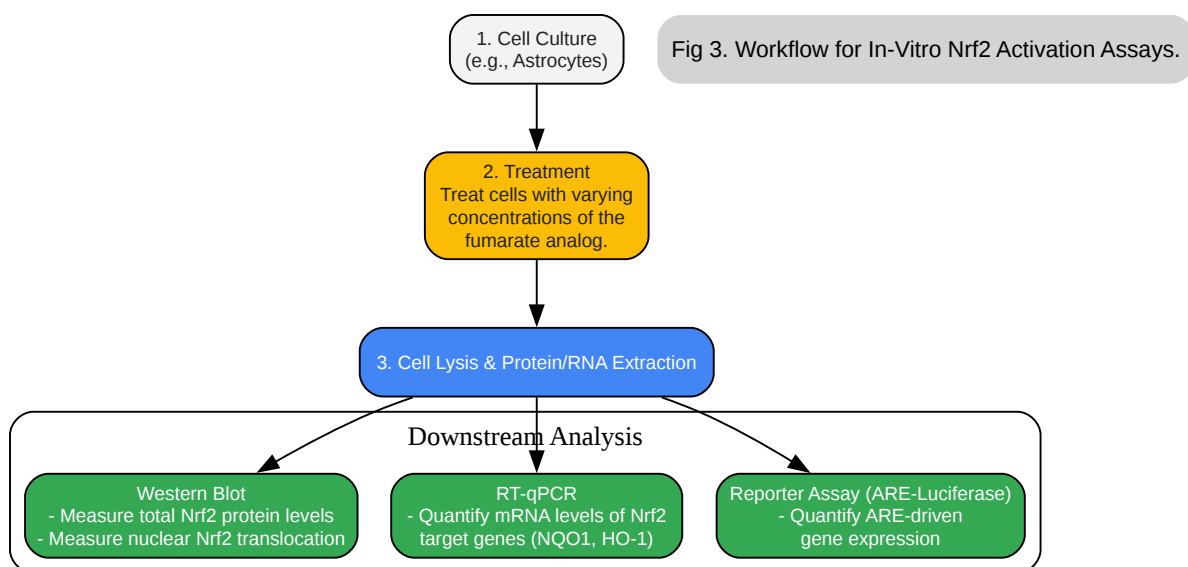 1. Cell Culture
(e.g., Astrocytes)
Fig 3. Workflow for In-Vitro Nrf2 Activation Assays.
2. Treatment
Treat cells with varying
concentrations of the
fumarate analog.
3. Cell Lysis & Protein/RNA Extraction
Downstream Analysis
Western Blot
- Measure total Nrf2 protein levels
- Measure nuclear Nrf2 translocation
RT-qPCR
- Quantify mRNA levels of Nrf2
target genes (NQO1, HO-1)
Reporter Assay (ARE-Luciferase)
- Quantify ARE-driven
gene expression